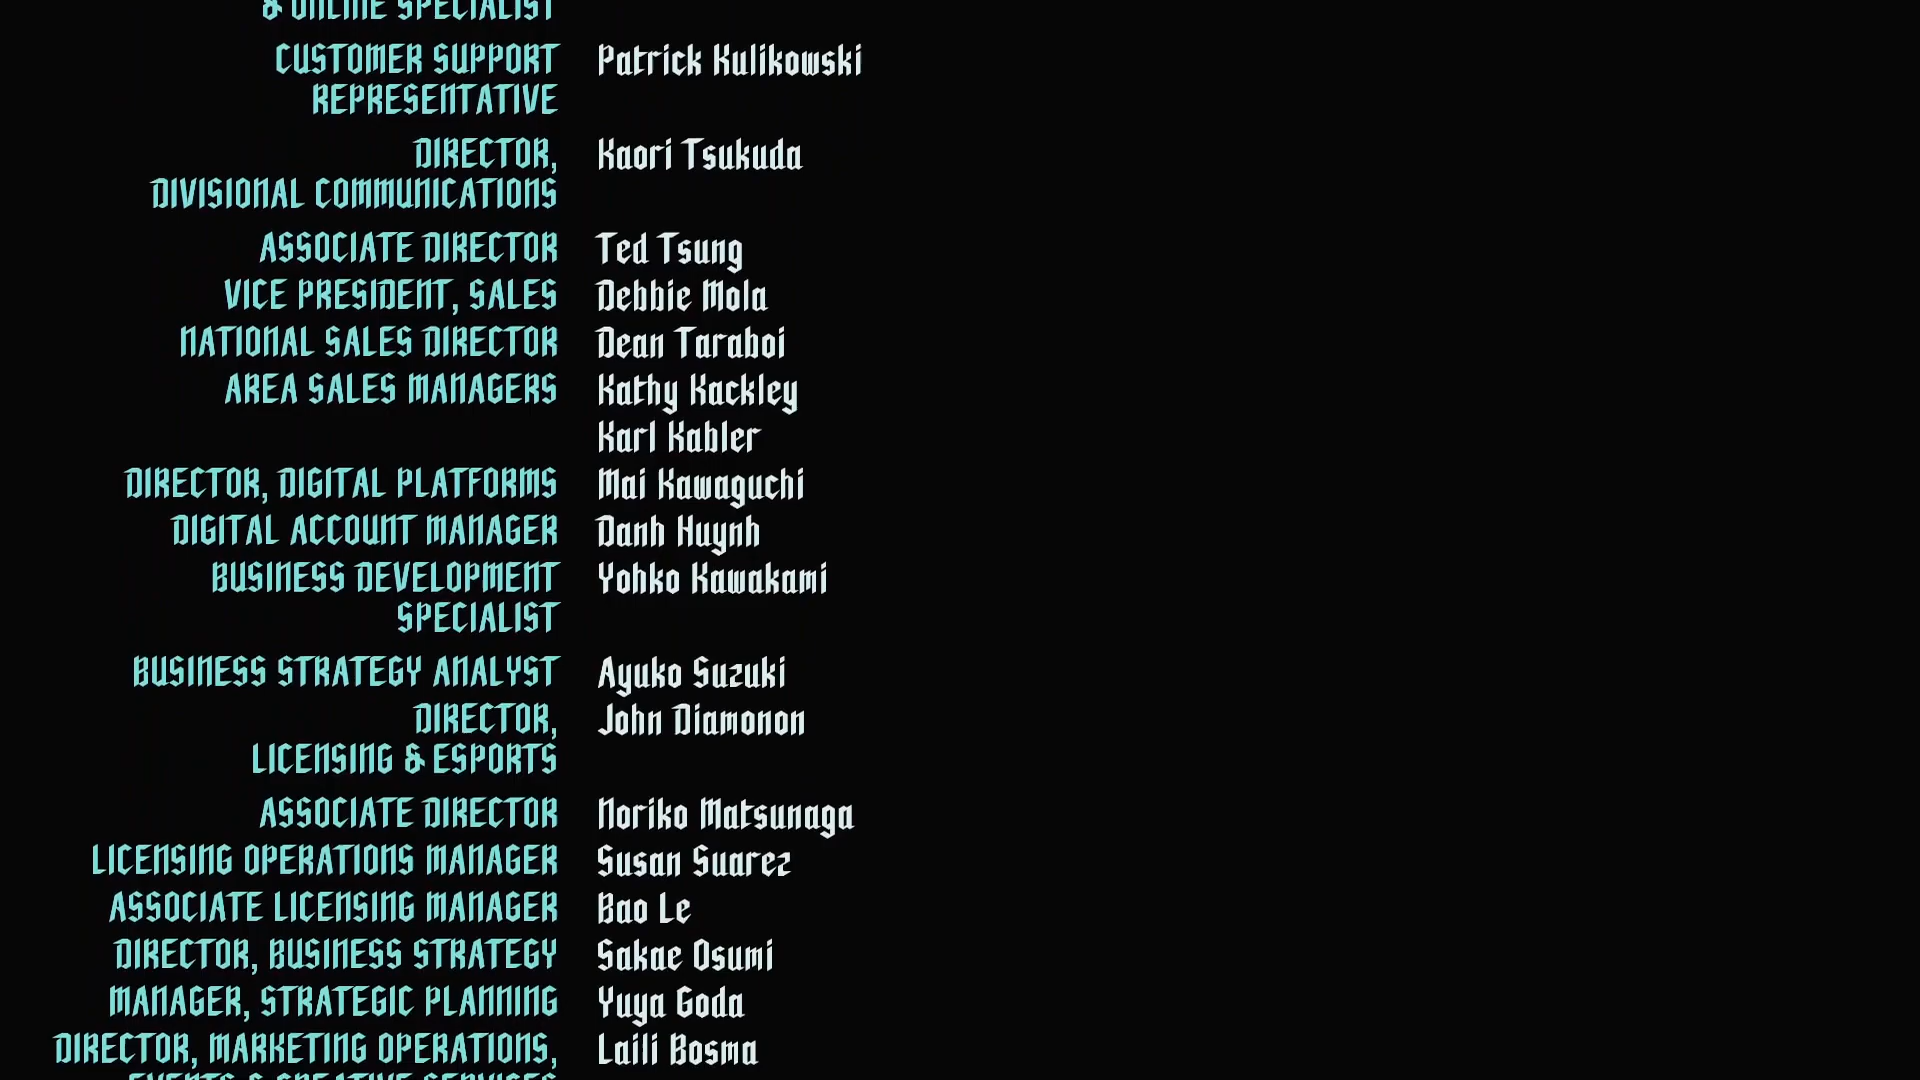 & ONLINE SPECIALIST
CUSTOMER SUPPORT Patrick Kulikowski
REPRESENTATIVE
DIRECTOR, Kaori Tsukuda
DIVISIONAL COMMUNICATIONS
ASSOCIATE DIRECTOR Ted Tsung
VICE PRESIDENT, SALES Debbie Mola
NATIONAL SALES DIRECTOR Dean Taraboi
AREA SALES MANAGERS Kathy Kackley
Karl Kabler
DIRECTOR, DIGITAL PLATFORMS Mai Kawaguchi
DIGITAL ACCOUNT MANAGER Danh Huynh
BUSINESS DEVELOPMENT Yohko Kawakami
SPECIALIST
BUSINESS STRATEGY ANALYST Ayuko Suzuki
DIRECTOR, John Diamonon
LICENSING & ESPORTS
ASSOCIATE DIRECTOR Noriko Matsunaga
LICENSING OPERATIONS MANAGER Susan Suarez
ASSOCIATE LICENSING MANAGER Bao Le
DIRECTOR, BUSINESS STRATEGY Sakae Osumi
MANAGER, STRATEGIC PLANNING Yuya Goda
DIRECTOR, MARKETING OPERATIONS, Laili Bosma
EVENTS & CREATIVE SERVICES